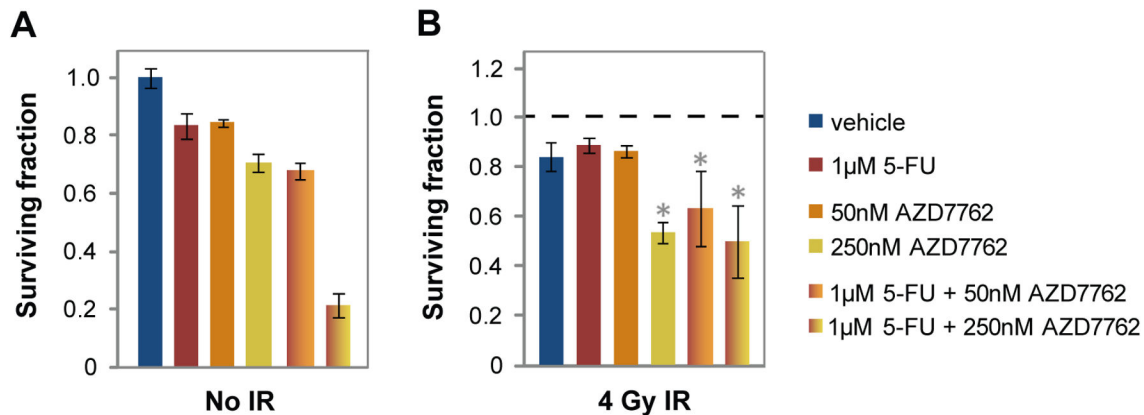 A
Surviving fraction
1.0
0.8
0.6
0.4
0.2
0
No IR
B
Surviving fraction
1.2
1.0
0.8
0.6
0.4
0.2
0
*
*
*
4 Gy IR
vehicle
1µM 5-FU
50nM AZD7762
250nM AZD7762
1µM 5-FU + 50nM AZD7762
1µM 5-FU + 250nM AZD7762